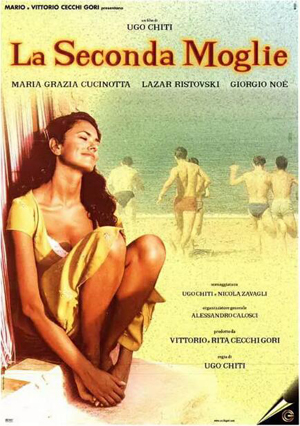 MARIO e VITTORIO CECCHI GORI presentano
un film di
UGO CHITI
La Seconda Moglie
MARIA GRAZIA CUCINOTTA LAZAR RISTOVSKI GIORGIO NOÈ
sceneggiatura
UGO CHITI e NICOLA ZAVAGLI
organizzatore generale
ALESSANDRO CALOSCI
prodotto da
VITTORIO e RITA CECCHI GORI
regia di
UGO CHITI